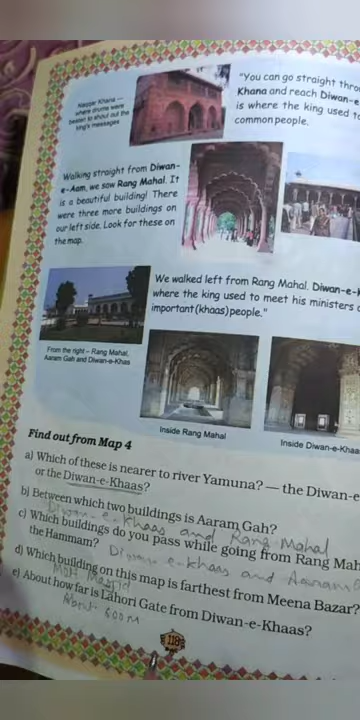 Naqqar Khana —
where drums were
beaten to shout out the
king's messages
"You can go straight thro
Khana and reach Diwan-e
is where the king used to
common people.
Walking straight from Diwan-
e-Aam, we saw Rang Mahal. It
is a beautiful building! There
were three more buildings on
our left side. Look for these on
the map.
We walked left from Rang Mahal. Diwan-e-K
where the king used to meet his ministers a
important (khaas) people."
From the right – Rang Mahal,
Aaram Gah and Diwan-e-Khas
Inside Rang Mahal
Inside Diwan-e-Khaa
Find out from Map 4
a) Which of these is nearer to river Yamuna? — the Diwan-e
or the Diwan-e-Khaas?
b) Between which two buildings is Aaram Gah?
Diwan-e-Khaas and Rang Mahal
c) Which buildings do you pass while going from Rang Mah
the Hammam? Diwan-e-khaas and Aaram G
d) Which building on this map is farthest from Meena Bazar?
Moti Masjid
e) About how far is Lahori Gate from Diwan-e-Khaas?
About 600m
118